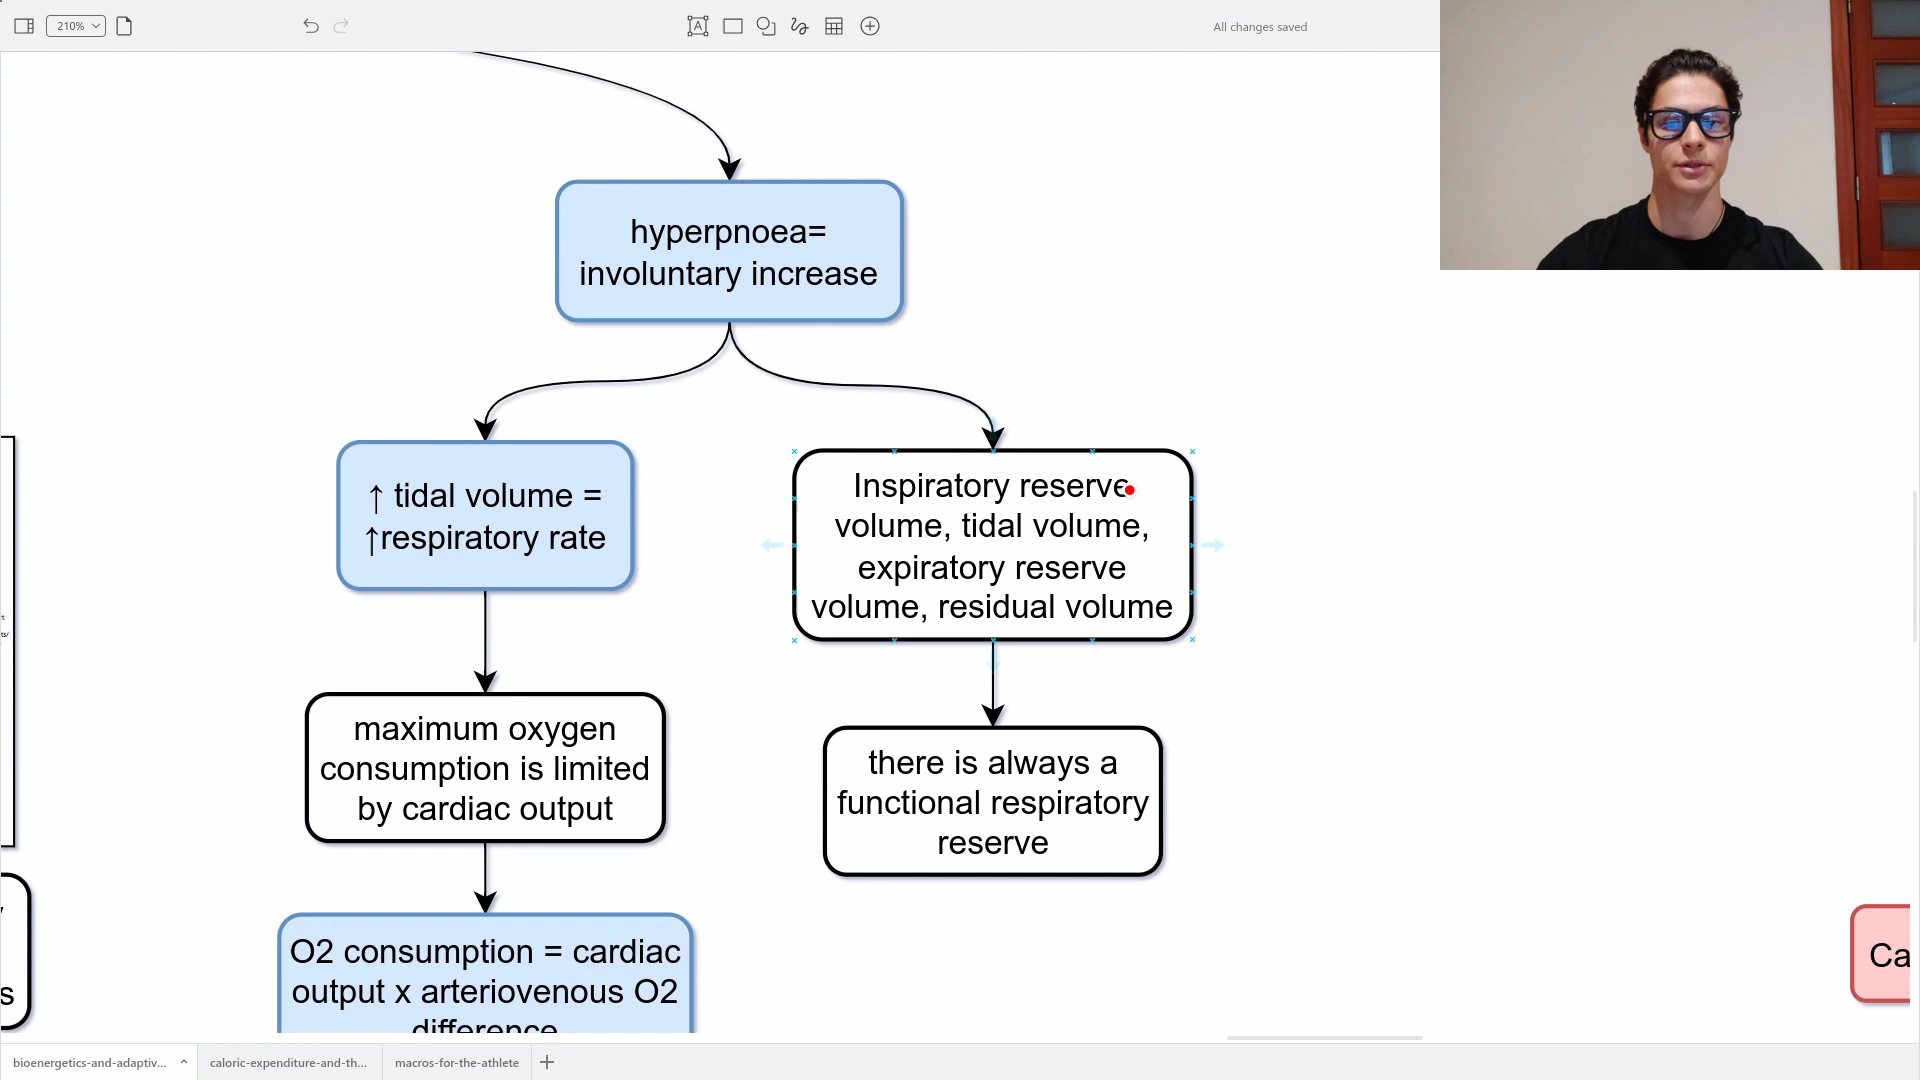 210%
All changes saved
hyperpnoea=
involuntary increase
↑ tidal volume =
↑respiratory rate
Inspiratory reserve
volume, tidal volume,
expiratory reserve
volume, residual volume
maximum oxygen
consumption is limited
by cardiac output
there is always a
functional respiratory
reserve
O2 consumption = cardiac
output x arteriovenous O2
difference
s
Ca
bioenergetics-and-adaptiv...
caloric-expenditure-and-th...
macros-for-the-athlete